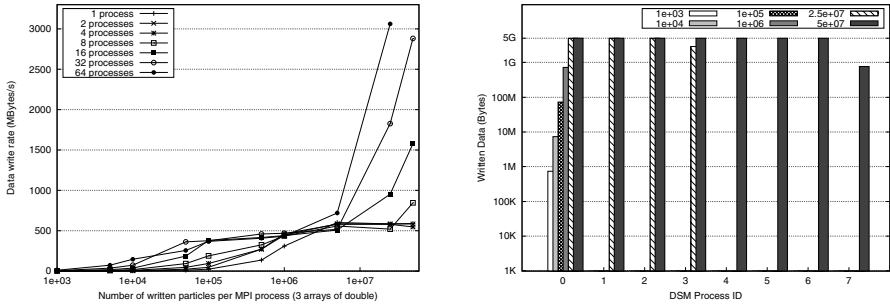 1 process
2 processes
4 processes
8 processes
16 processes
32 processes
64 processes
3000
2500
2000
1500
1000
500
0
Data write rate (MBytes/s)
1e+03 1e+04 1e+05 1e+06 1e+07
Number of written particles per MPI process (3 arrays of double)
1e+03 1e+05 2.5e+07
1e+04 1e+06 5e+07
5G
1G
100M
10M
1M
100K
10K
1K
Written Data (Bytes)
0 1 2 3 4 5 6 7
DSM Process ID